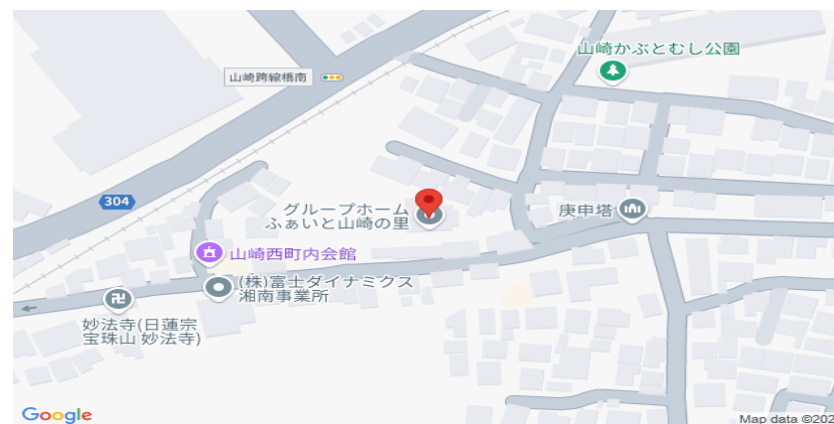 山崎かぶとむし公園
山崎跨線橋南
304
グループホーム
ふぁいと山崎の里
庚申塔
山崎西町内会館
(株)富士ダイナミクス
湘南事業所
妙法寺(日蓮宗
宝珠山 妙法寺)
Google
Map data ©202